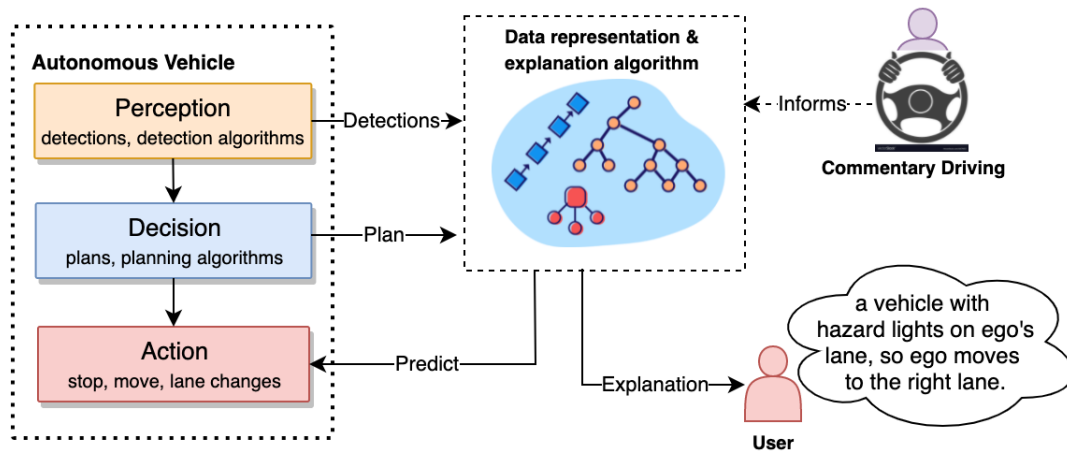 Autonomous Vehicle
Perception
detections, detection algorithms
Decision
plans, planning algorithms
Action
stop, move, lane changes
Detections
Plan
Predict
Data representation &
explanation algorithm
Informs
Commentary Driving
Explanation
User
a vehicle with
hazard lights on ego's
lane, so ego moves
to the right lane.